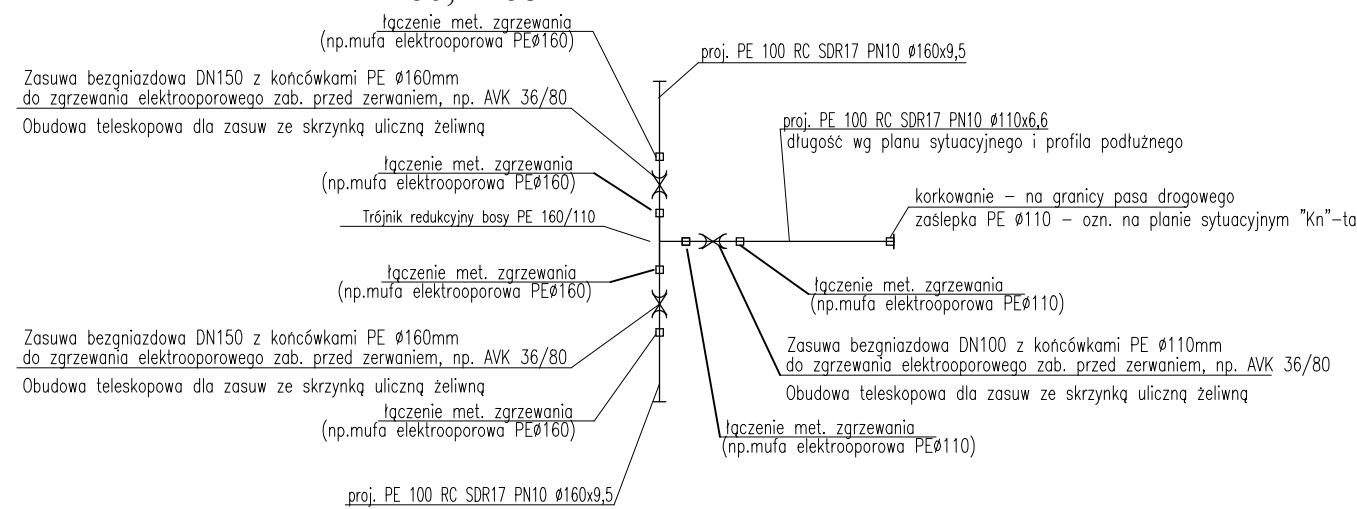 łączenie met. zgrzewania
(np.mufa elektrooporowa PEØ160)
proj. PE 100 RC SDR17 PN10 Ø160x9,5
Zasuwa bezgniazdowa DN150 z końcówkami PE Ø160mm
do zgrzewania elektrooporowego zab. przed zerwaniem, np. AVK 36/80
Obudowa teleskopowa dla zasuw ze skrzynką uliczną żeliwną
proj. PE 100 RC SDR17 PN10 Ø110x6,6
długość wg planu sytuacyjnego i profila podłużnego
łączenie met. zgrzewania
(np.mufa elektrooporowa PEØ160)
korkowanie – na granicy pasa drogowego
zaślepka PE Ø110 – ozn. na planie sytuacyjnym "Kn"-ta
Trójnik redukcyjny bosy PE 160/110
łączenie met. zgrzewania
(np.mufa elektrooporowa PEØ160)
łączenie met. zgrzewania
(np.mufa elektrooporowa PEØ110)
Zasuwa bezgniazdowa DN150 z końcówkami PE Ø160mm
do zgrzewania elektrooporowego zab. przed zerwaniem, np. AVK 36/80
Obudowa teleskopowa dla zasuw ze skrzynką uliczną żeliwną
Zasuwa bezgniazdowa DN100 z końcówkami PE Ø110mm
do zgrzewania elektrooporowego zab. przed zerwaniem, np. AVK 36/80
Obudowa teleskopowa dla zasuw ze skrzynką uliczną żeliwną
łączenie met. zgrzewania
(np.mufa elektrooporowa PEØ160)
łączenie met. zgrzewania
(np.mufa elektrooporowa PEØ110)
proj. PE 100 RC SDR17 PN10 Ø160x9,5